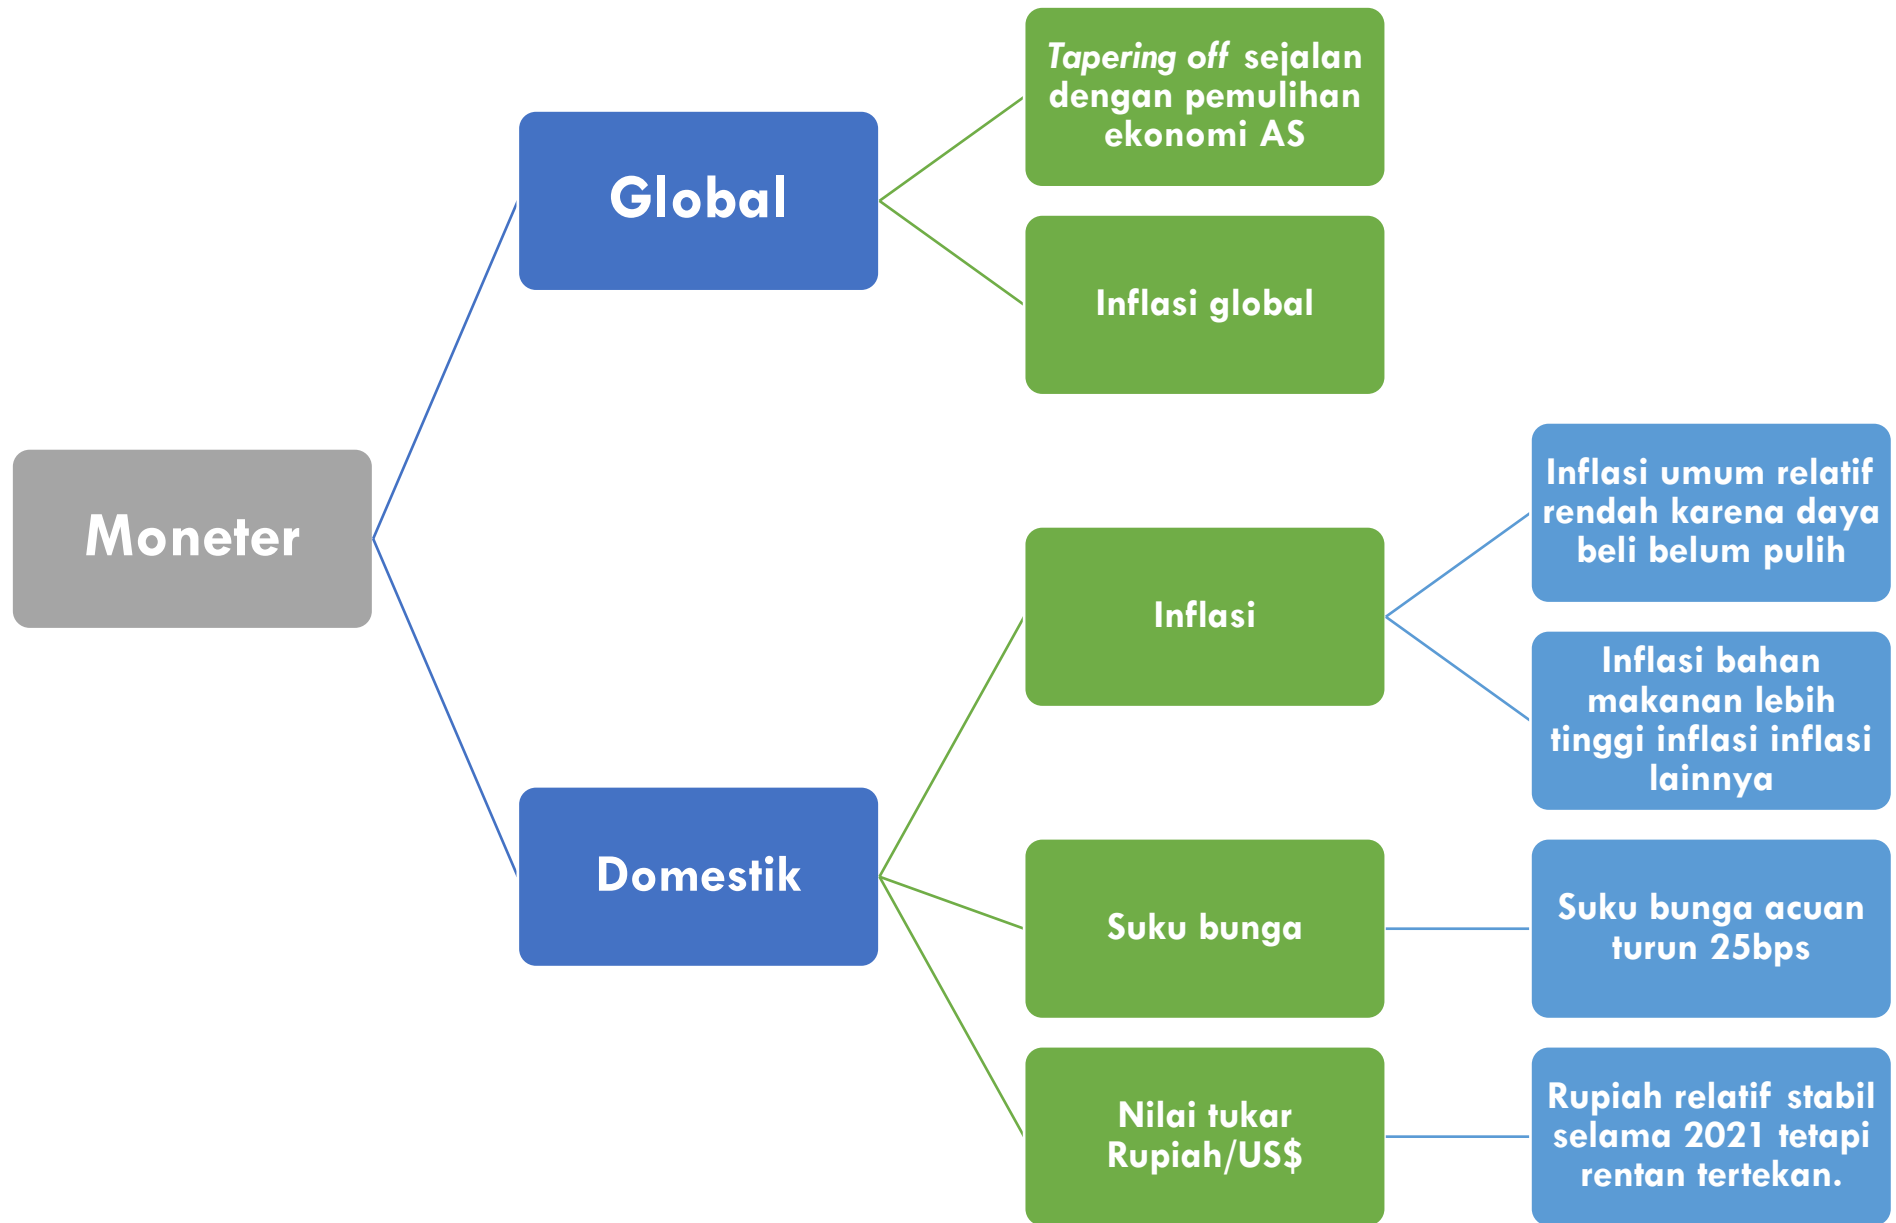 Moneter
Global
Tapering off sejalan
dengan pemulihan
ekonomi AS
Inflasi global
Domestik
Inflasi
Inflasi umum relatif
rendah karena daya
beli belum pulih
Inflasi bahan
makanan lebih
tinggi inflasi inflasi
lainnya
Suku bunga
Suku bunga acuan
turun 25bps
Nilai tukar
Rupiah/US$
Rupiah relatif stabil
selama 2021 tetapi
rentan tertekan.